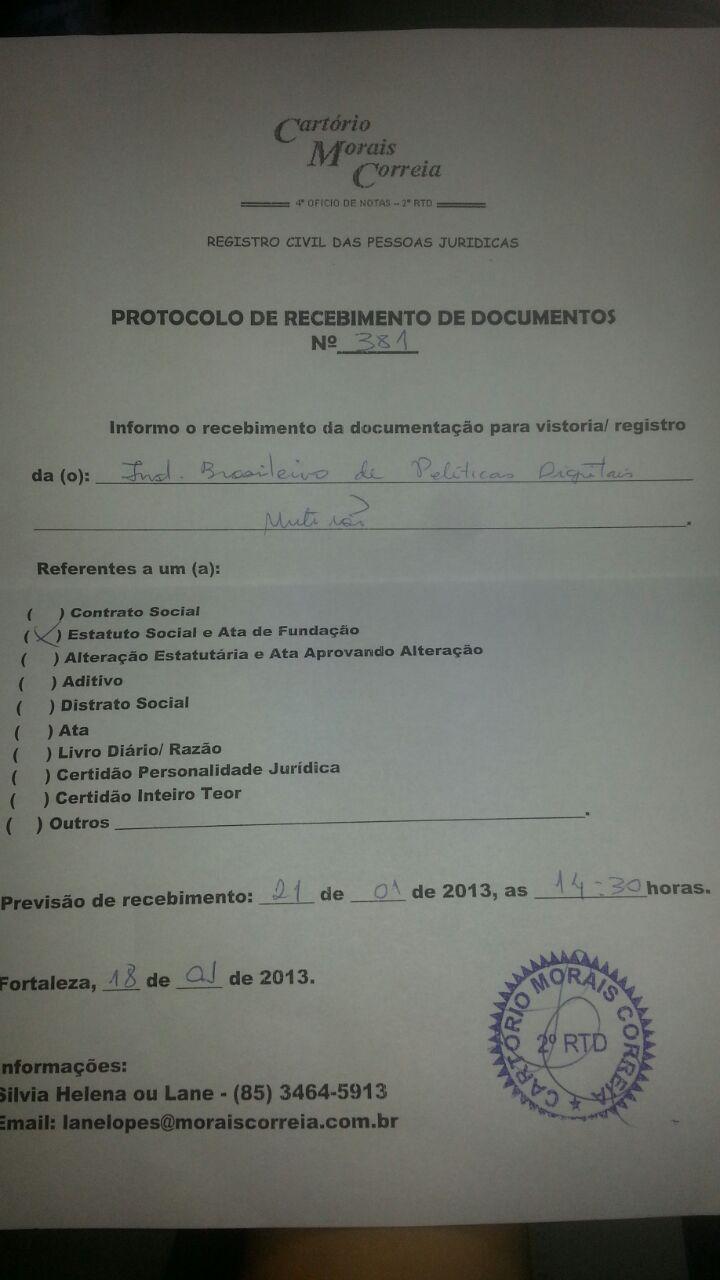 Cartório
Morais
Correia
4º OFICIO DE NOTAS – 2º RTD
REGISTRO CIVIL DAS PESSOAS JURIDICAS
PROTOCOLO DE RECEBIMENTO DE DOCUMENTOS
Nº 381
Informo o recebimento da documentação para vistoria/ registro
da (o): Inst. Brasileiro de Políticas Digitais
Mutirão.
Referentes a um (a):
( ) Contrato Social
(X) Estatuto Social e Ata de Fundação
( ) Alteração Estatutária e Ata Aprovando Alteração
( ) Aditivo
( ) Distrato Social
( ) Ata
( ) Livro Diário/ Razão
( ) Certidão Personalidade Jurídica
( ) Certidão Inteiro Teor
( ) Outros ____________.
Previsão de recebimento: 21 de 01 de 2013, as 14:30 horas.
Fortaleza, 18 de 01 de 2013.
nformações:
Silvia Helena ou Lane - (85) 3464-5913
Email: lanelopes@moraiscorreia.com.br
CARTÓRIO MORAIS CORREIA
2º RTD